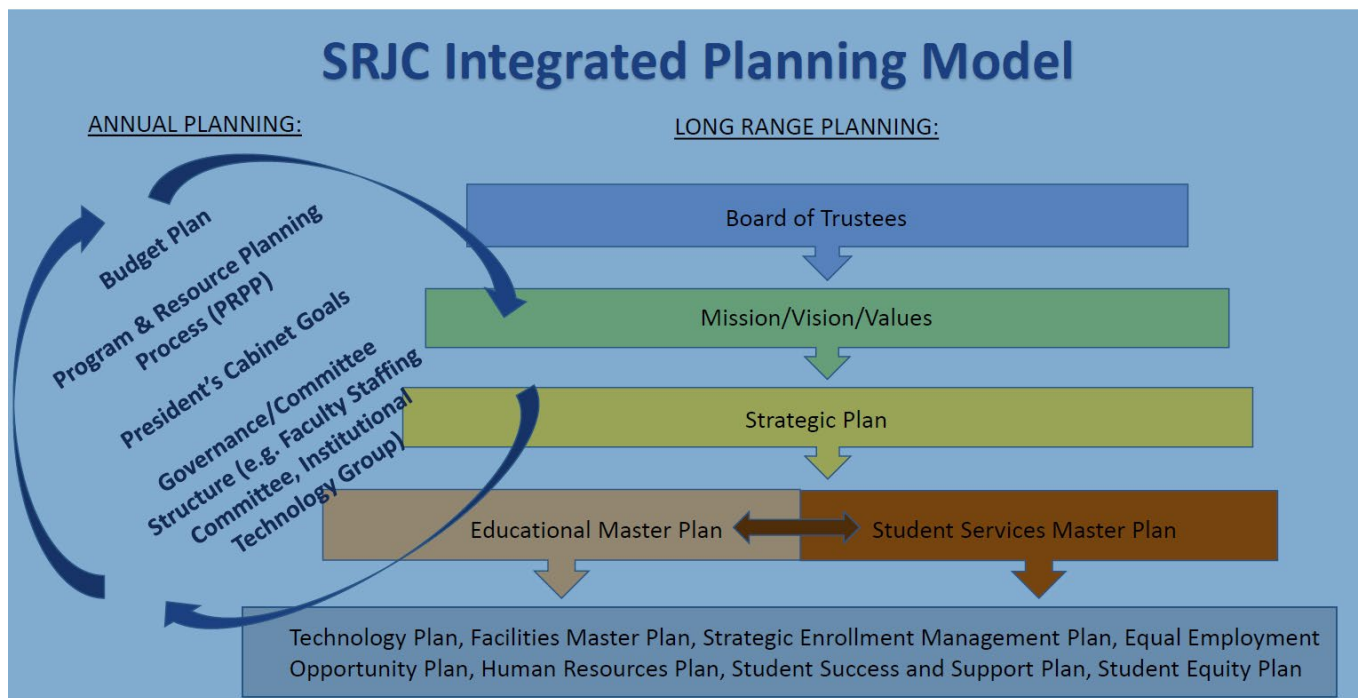 SRJC Integrated Planning Model
ANNUAL PLANNING:
Budget Plan
Program & Resource Planning
Process (PRPP)
President’s Cabinet Goals
Governance/Committee
Structure (e.g. Faculty Staffing
Committee, Institutional
Technology Group)
LONG RANGE PLANNING:
Board of Trustees
Mission/Vision/Values
Strategic Plan
Educational Master Plan
Student Services Master Plan
Technology Plan, Facilities Master Plan, Strategic Enrollment Management Plan, Equal Employment
Opportunity Plan, Human Resources Plan, Student Success and Support Plan, Student Equity Plan